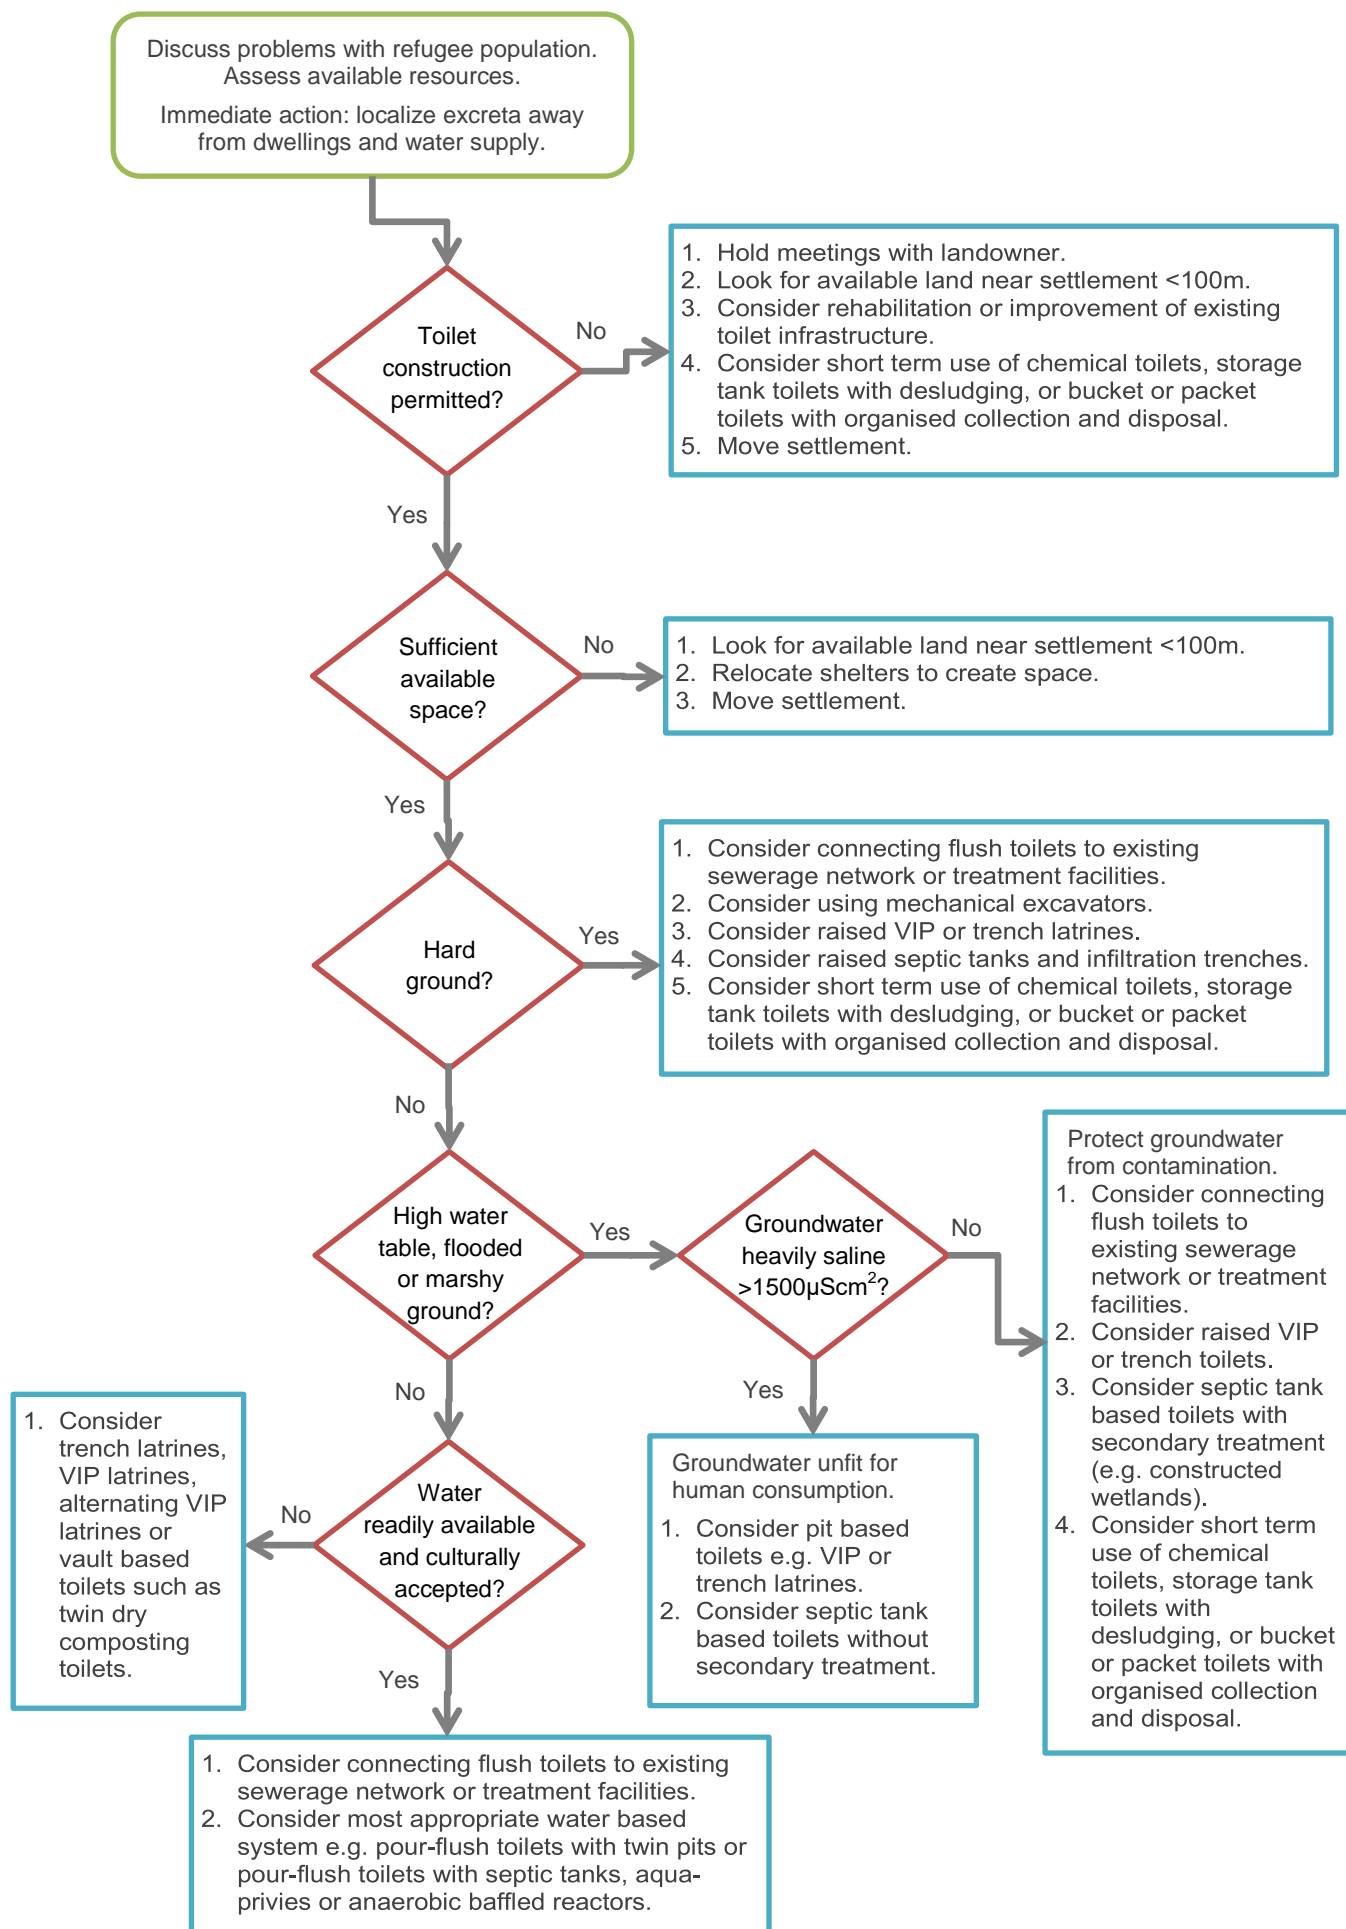 Discuss problems with refugee population.
Assess available resources.
Immediate action: localize excreta away
from dwellings and water supply.
Toilet
construction
permitted?
No
1. Hold meetings with landowner.
2. Look for available land near settlement <100m.
3. Consider rehabilitation or improvement of existing
toilet infrastructure.
4. Consider short term use of chemical toilets, storage
tank toilets with desludging, or bucket or packet
toilets with organised collection and disposal.
5. Move settlement.
Yes
Sufficient
available
space?
No
1. Look for available land near settlement <100m.
2. Relocate shelters to create space.
3. Move settlement.
Yes
Hard
ground?
Yes
1. Consider connecting flush toilets to existing
sewerage network or treatment facilities.
2. Consider using mechanical excavators.
3. Consider raised VIP or trench latrines.
4. Consider raised septic tanks and infiltration trenches.
5. Consider short term use of chemical toilets, storage
tank toilets with desludging, or bucket or packet
toilets with organised collection and disposal.
No
High water
table, flooded
or marshy
ground?
Yes
Groundwater
heavily saline
>1500µScm²?
No
Protect groundwater
from contamination.
1. Consider connecting
flush toilets to
existing sewerage
network or treatment
facilities.
2. Consider raised VIP
or trench toilets.
3. Consider septic tank
based toilets with
secondary treatment
(e.g. constructed
wetlands).
4. Consider short term
use of chemical
toilets, storage tank
toilets with
desludging, or bucket
or packet toilets with
organised collection
and disposal.
Yes
Groundwater unfit for
human consumption.
1. Consider pit based
toilets e.g. VIP or
trench latrines.
2. Consider septic tank
based toilets without
secondary treatment.
No
Water
readily available
and culturally
accepted?
No
1. Consider
trench latrines,
VIP latrines,
alternating VIP
latrines or
vault based
toilets such as
twin dry
composting
toilets.
Yes
1. Consider connecting flush toilets to existing
sewerage network or treatment facilities.
2. Consider most appropriate water based
system e.g. pour-flush toilets with twin pits or
pour-flush toilets with septic tanks, aqua-
privies or anaerobic baffled reactors.